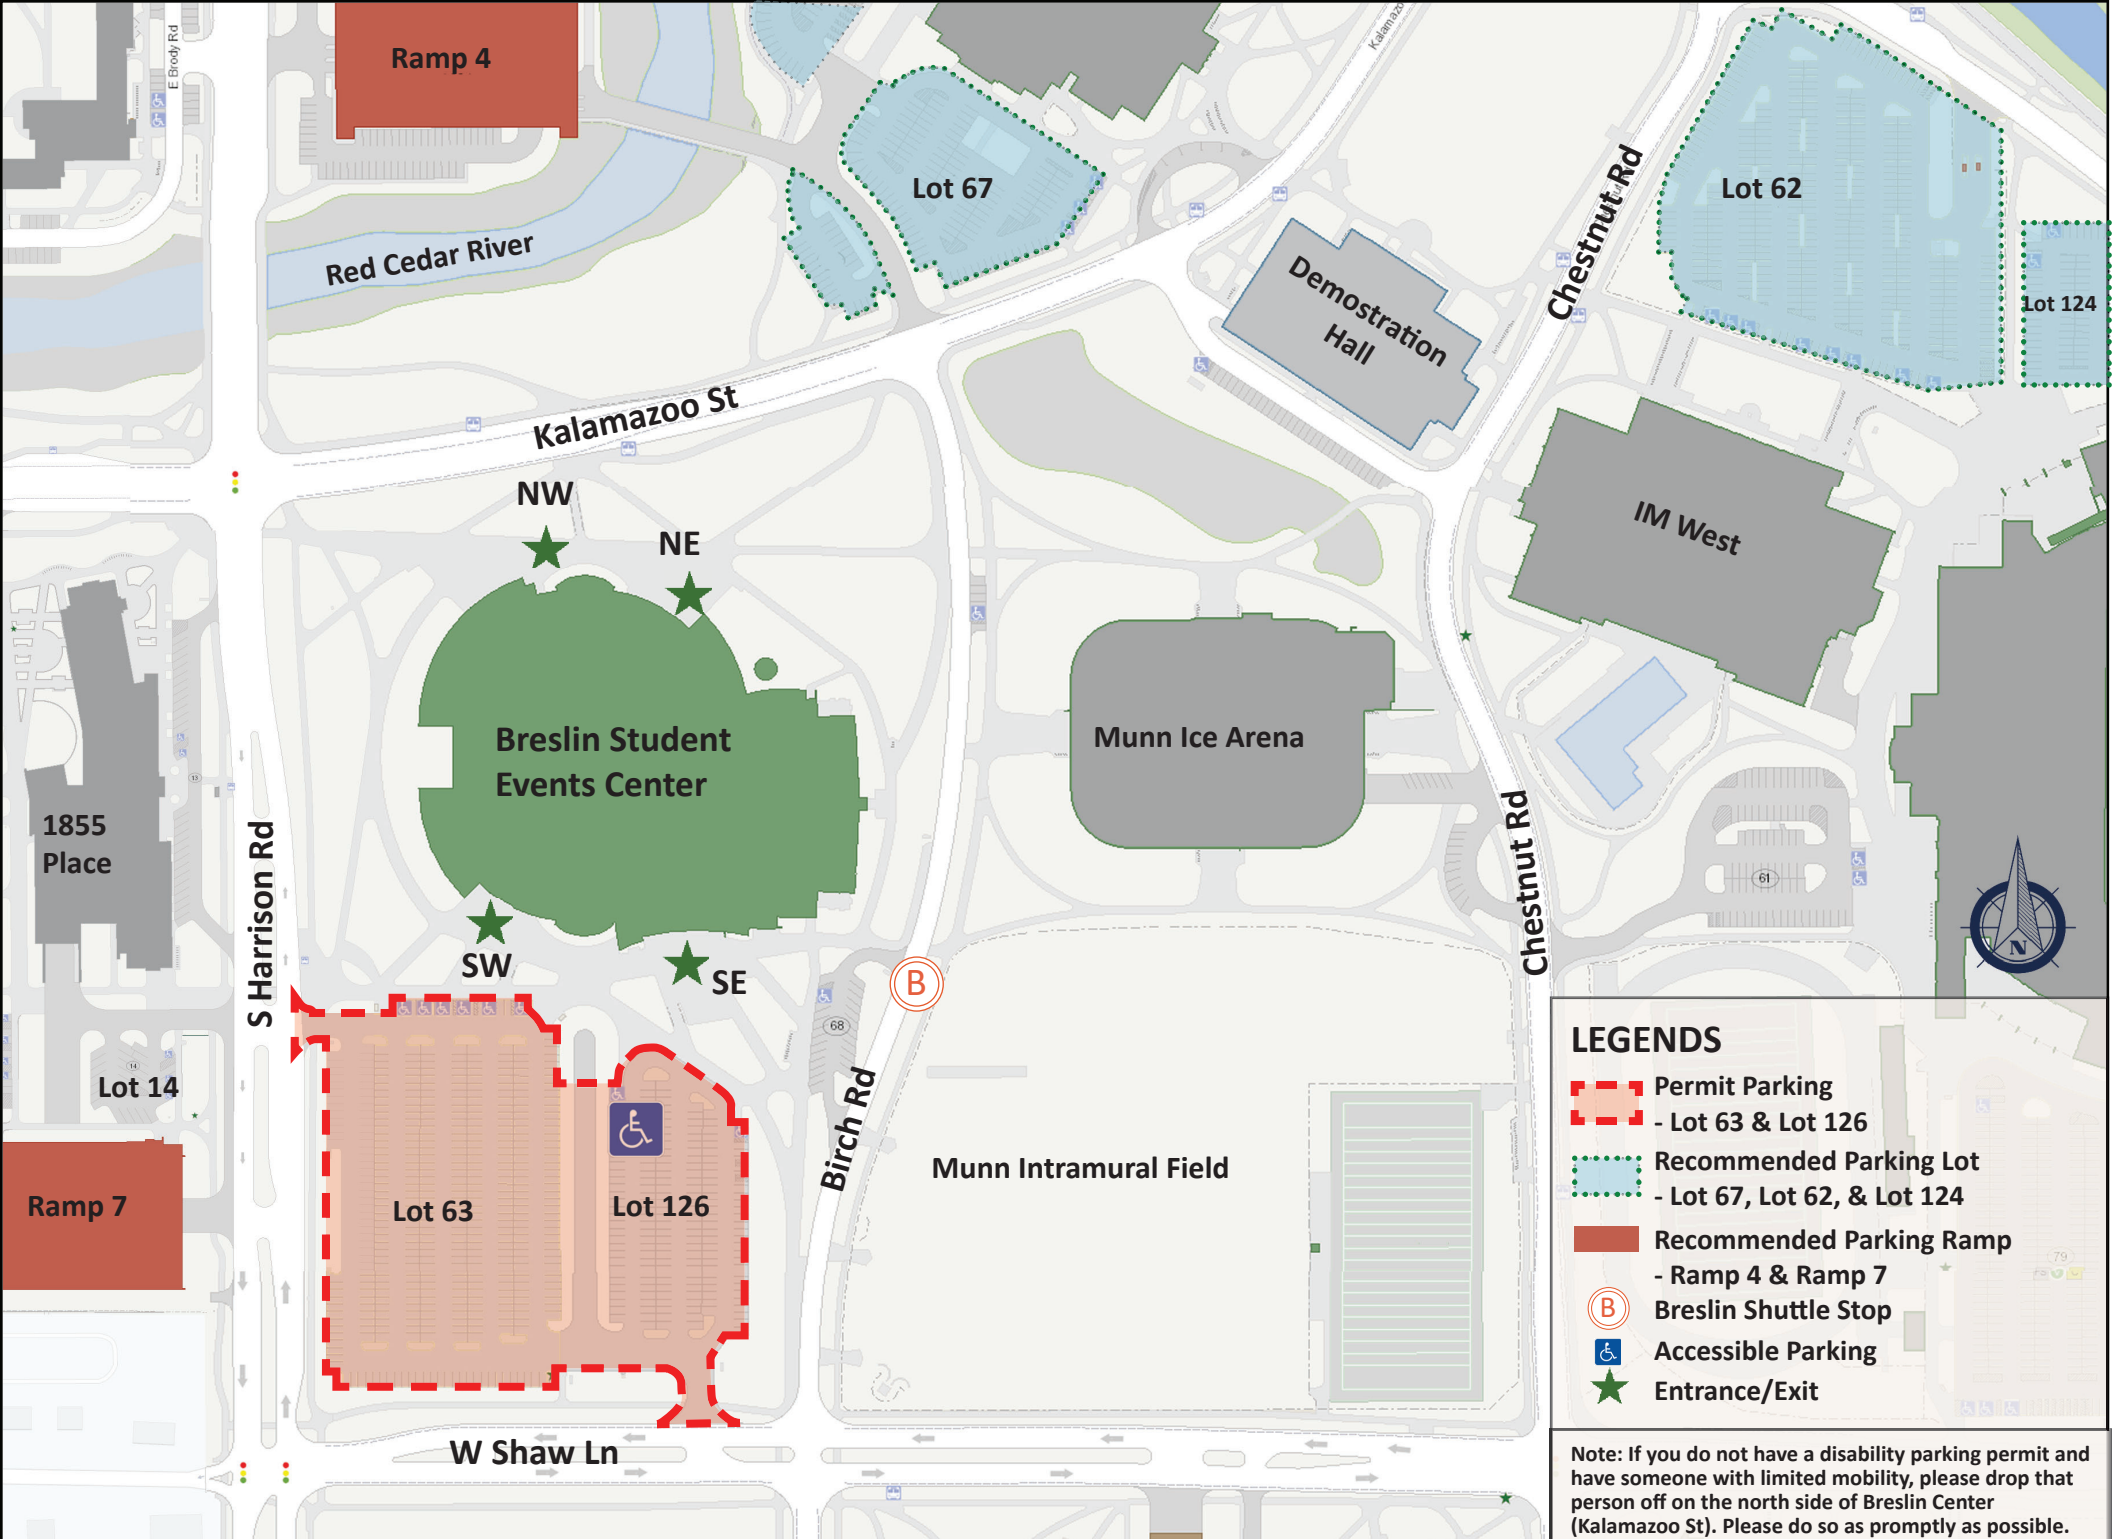 E Brody Rd
Ramp 4
Kalamazoo
Lot 67
Chestnut Rd
Lot 62
Lot 124
Red Cedar River
Demostration
Hall
Kalamazoo St
NW
NE
IM West
Breslin Student
Events Center
Munn Ice Arena
13
1855
Place
S Harrison Rd
Chestnut Rd
61
N
SW
SE
B
68
14
Lot 14
Birch Rd
Ramp 7
Lot 63
Lot 126
Munn Intramural Field
W Shaw Ln
79
LEGENDS
Permit Parking
- Lot 63 & Lot 126
Recommended Parking Lot
- Lot 67, Lot 62, & Lot 124
Recommended Parking Ramp
- Ramp 4 & Ramp 7
B
Breslin Shuttle Stop
Accessible Parking
Entrance/Exit
Note: If you do not have a disability parking permit and
have someone with limited mobility, please drop that
person off on the north side of Breslin Center
(Kalamazoo St). Please do so as promptly as possible.